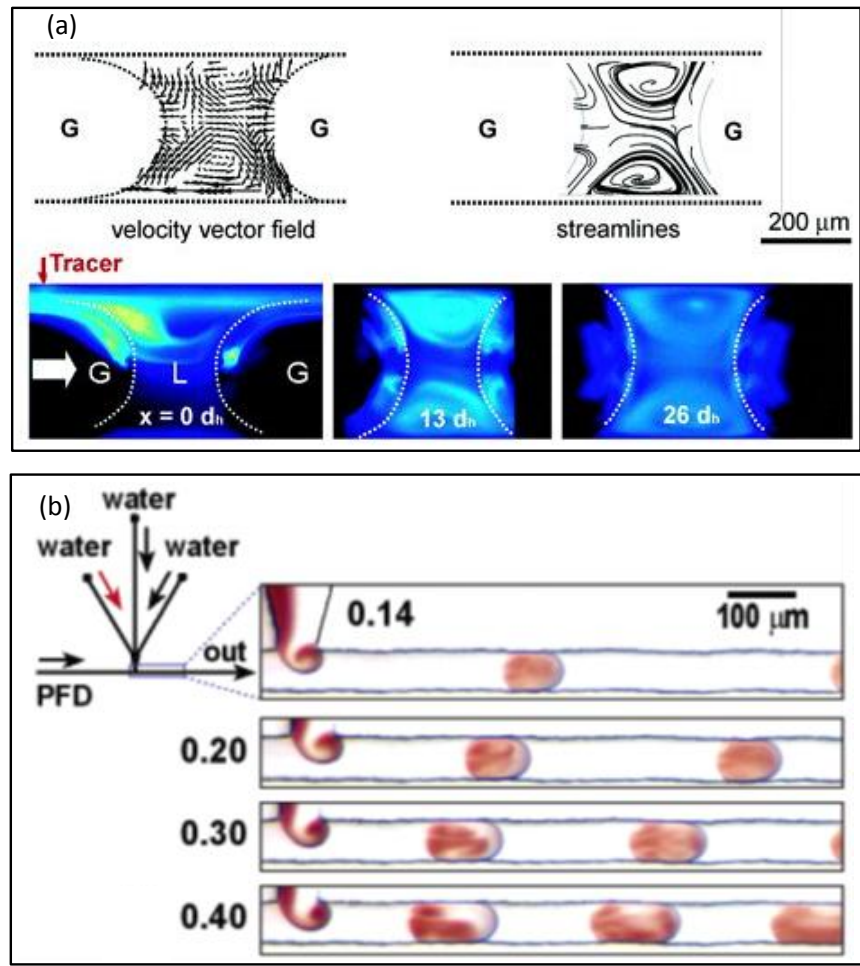 (a)
G G G G
velocity vector field streamlines 200 μm
Tracer
G L G
x = 0 dh 13 dh 26 dh
(b)
water
water water
0.14 100 μm
out
PFD
0.20
0.30
0.40